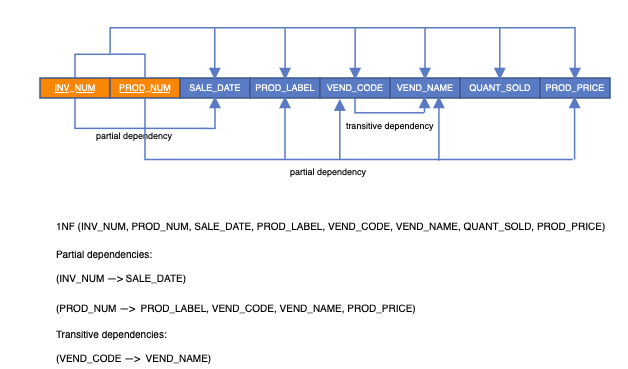 INV_NUM PROD_NUM SALE_DATE PROD_LABEL VEND_CODE VEND_NAME QUANT_SOLD PROD_PRICE
transitive dependency
partial dependency
partial dependency
1NF (INV_NUM, PROD_NUM, SALE_DATE, PROD_LABEL, VEND_CODE, VEND_NAME, QUANT_SOLD, PROD_PRICE)
Partial dependencies:
(INV_NUM —> SALE_DATE)
(PROD_NUM —> PROD_LABEL, VEND_CODE, VEND_NAME, PROD_PRICE)
Transitive dependencies:
(VEND_CODE —> VEND_NAME)